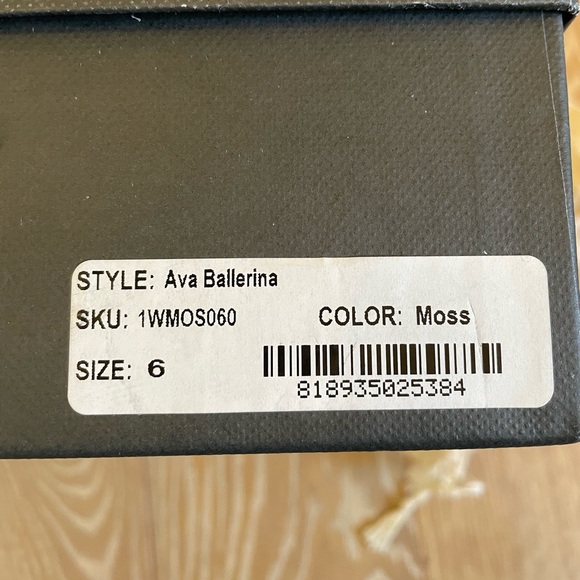 STYLE: Ava Ballerina
SKU: 1WMOS060 COLOR: Moss
SIZE: 6
818935025384